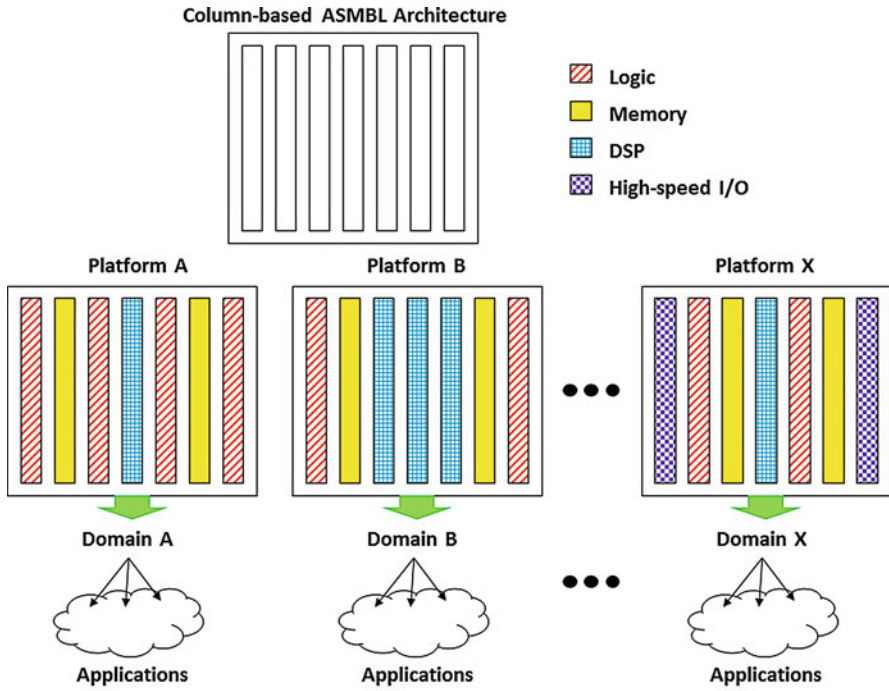 Column-based ASMBL Architecture
Logic
Memory
DSP
High-speed I/O
Platform A
Platform B
Platform X
Domain A
Domain B
Domain X
Applications
Applications
Applications